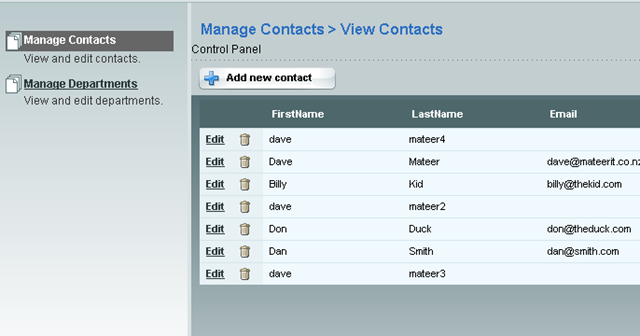 Manage Contacts
View and edit contacts.
Manage Departments
View and edit departments.
Manage Contacts > View Contacts
Control Panel
Add new contact
FirstName LastName Email
Edit dave mateer4
Edit Dave Mateer dave@mateerit.co.nz
Edit Billy Kid billy@thekid.com
Edit dave mateer2
Edit Don Duck don@theduck.com
Edit Dan Smith dan@smith.com
Edit dave mateer3